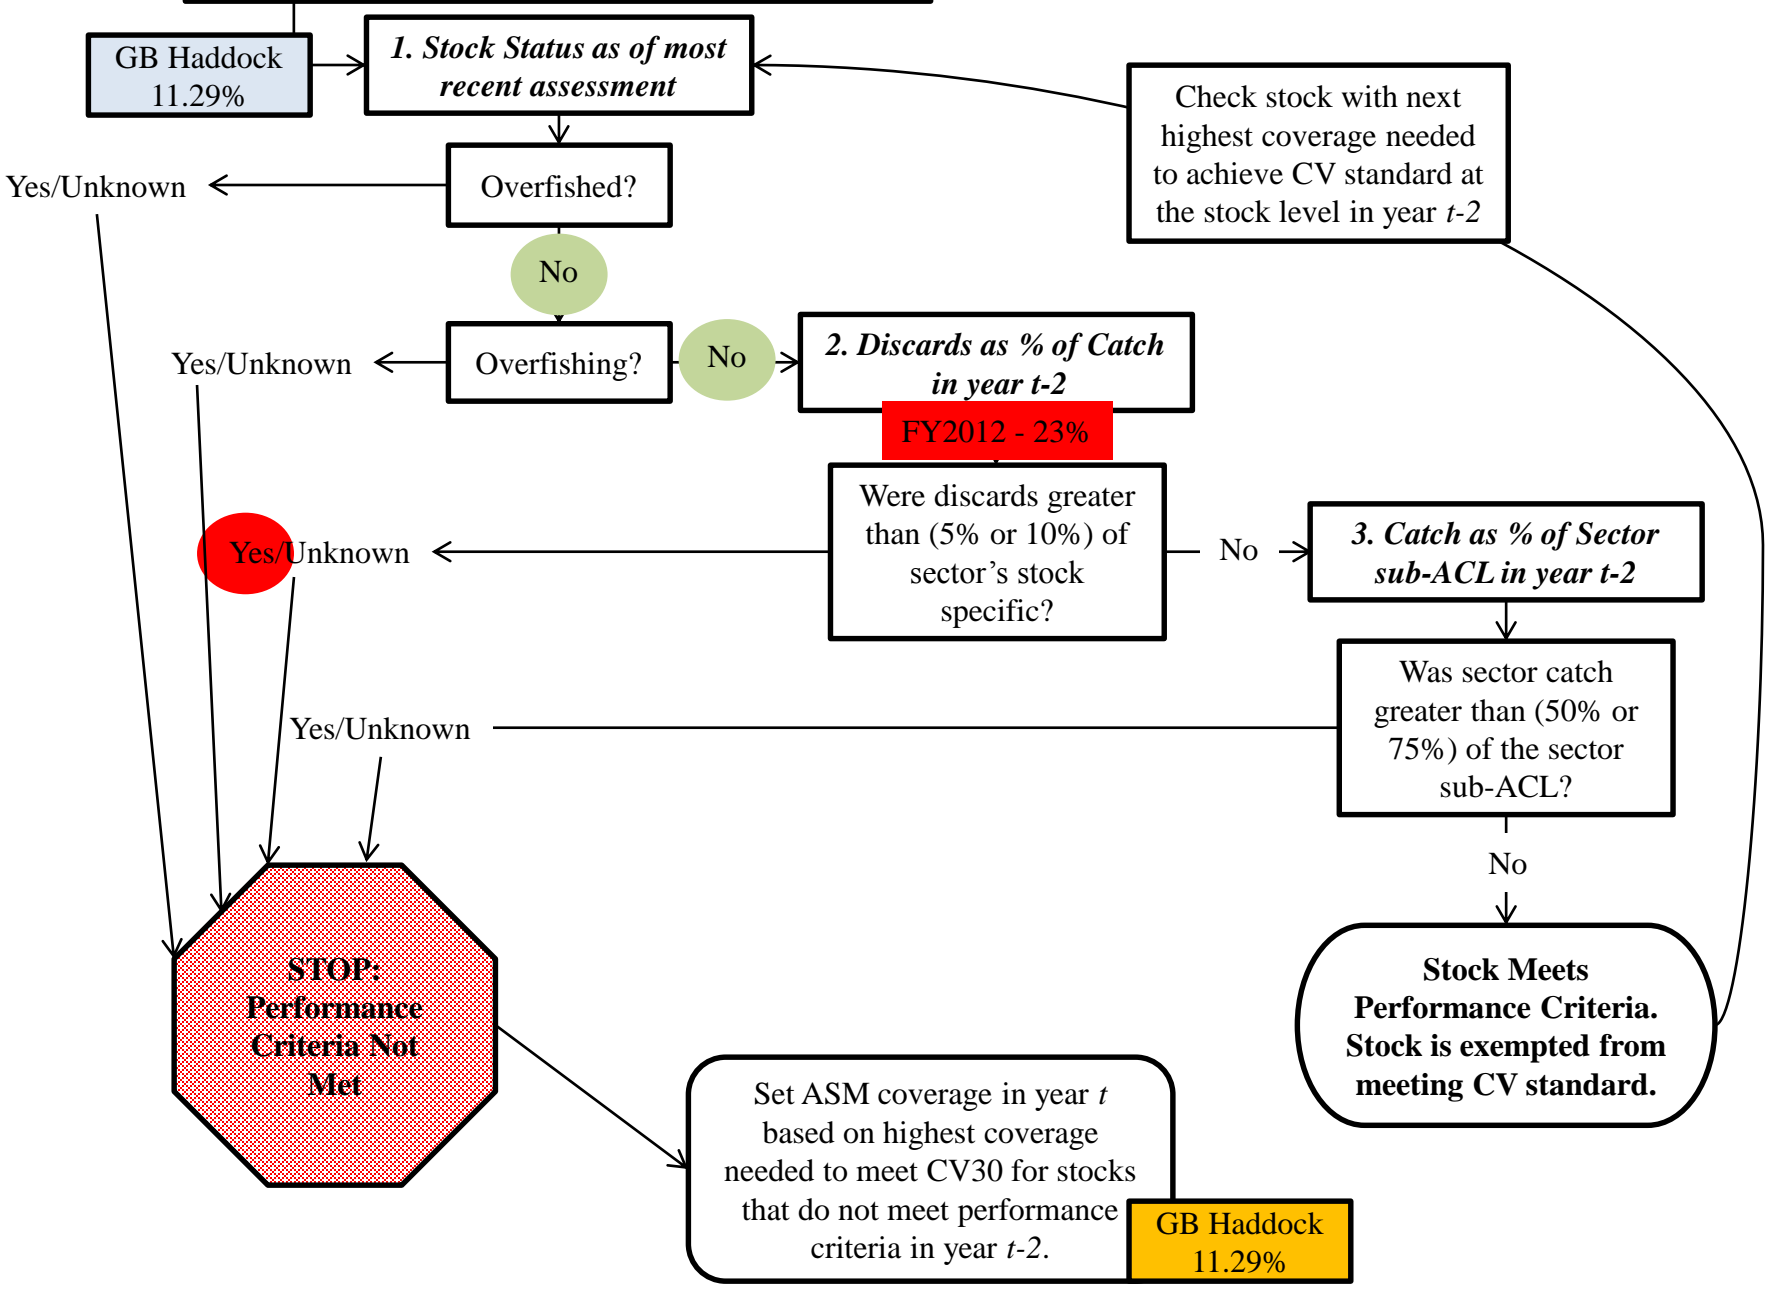 GB Haddock
11.29%
1. Stock Status as of most
recent assessment
Check stock with next
highest coverage needed
to achieve CV standard at
the stock level in year t-2
Yes/Unknown
Overfished?
No
Yes/Unknown
Overfishing?
No
2. Discards as % of Catch
in year t-2
FY2012 - 23%
Were discards greater
than (5% or 10%) of
sector’s stock
specific?
Yes/Unknown
No
3. Catch as % of Sector
sub-ACL in year t-2
Was sector catch
greater than (50% or
75%) of the sector
sub-ACL?
Yes/Unknown
No
STOP:
Performance
Criteria Not
Met
Stock Meets
Performance Criteria.
Stock is exempted from
meeting CV standard.
Set ASM coverage in year t
based on highest coverage
needed to meet CV30 for stocks
that do not meet performance
criteria in year t-2.
GB Haddock
11.29%